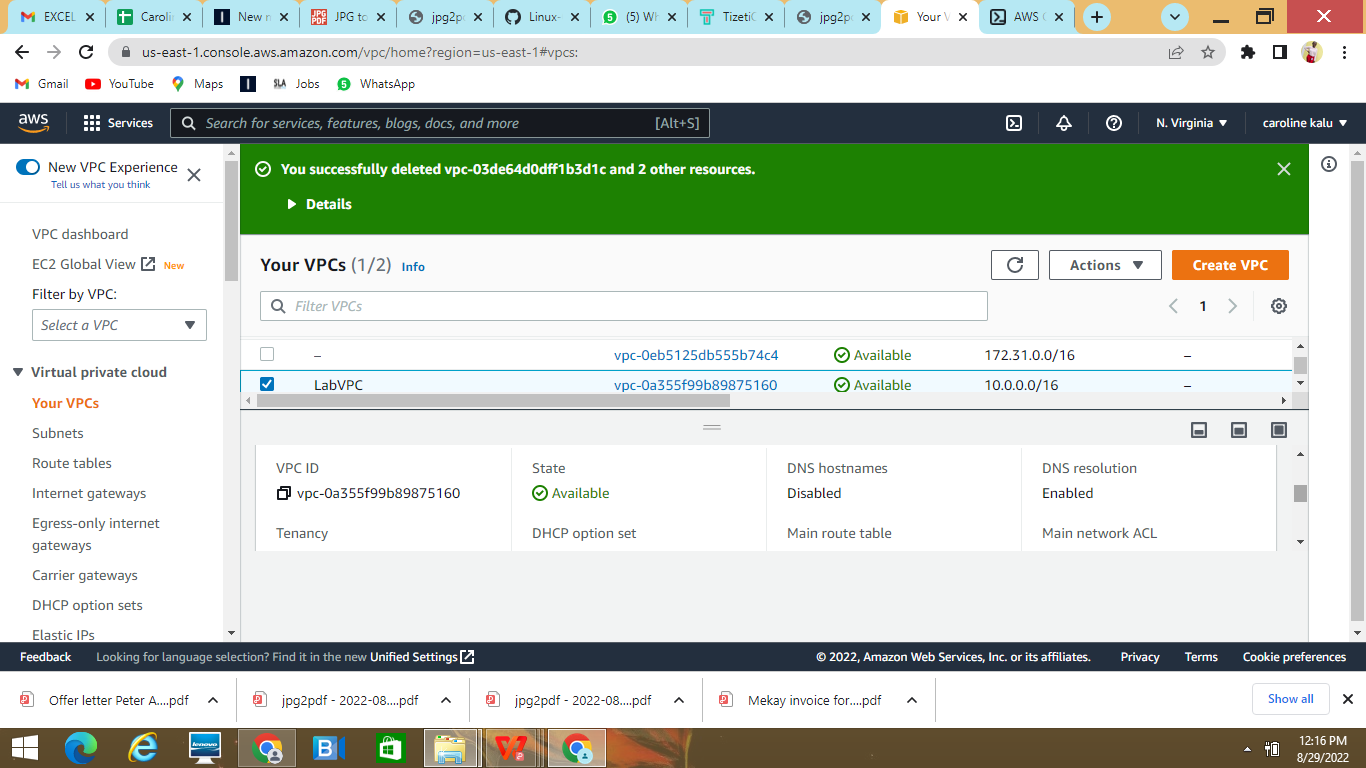 EXCEL
Carolin
New n
JPG to
jpg2p
Linux-
(5) Wh
TizetiC
jpg2p
Your V
AWS C
us-east-1.console.aws.amazon.com/vpc/home?region=us-east-1#vpcs:
Gmail YouTube Maps SLA Jobs WhatsApp
aws Services Search for services, features, blogs, docs, and more [Alt+S] N. Virginia caroline kalu
New VPC Experience
Tell us what you think
You successfully deleted vpc-03de64d0dff1b3d1c and 2 other resources.
Details
VPC dashboard
EC2 Global View New
Filter by VPC:
Select a VPC
Virtual private cloud
Your VPCs
Subnets
Route tables
Internet gateways
Egress-only internet
gateways
Carrier gateways
DHCP option sets
Elastic IPs
Your VPCs (1/2) Info Actions Create VPC
Filter VPCs 1
– vpc-0eb5125db555b74c4 Available 172.31.0.0/16 –
LabVPC vpc-0a355f99b89875160 Available 10.0.0.0/16 –
VPC ID State DNS hostnames DNS resolution
vpc-0a355f99b89875160 Available Disabled Enabled
Tenancy DHCP option set Main route table Main network ACL
Feedback Looking for language selection? Find it in the new Unified Settings © 2022, Amazon Web Services, Inc. or its affiliates. Privacy Terms Cookie preferences
Offer letter Peter A....pdf jpg2pdf - 2022-08....pdf jpg2pdf - 2022-08....pdf Mekay invoice for....pdf Show all
lenovo
12:16 PM
8/29/2022